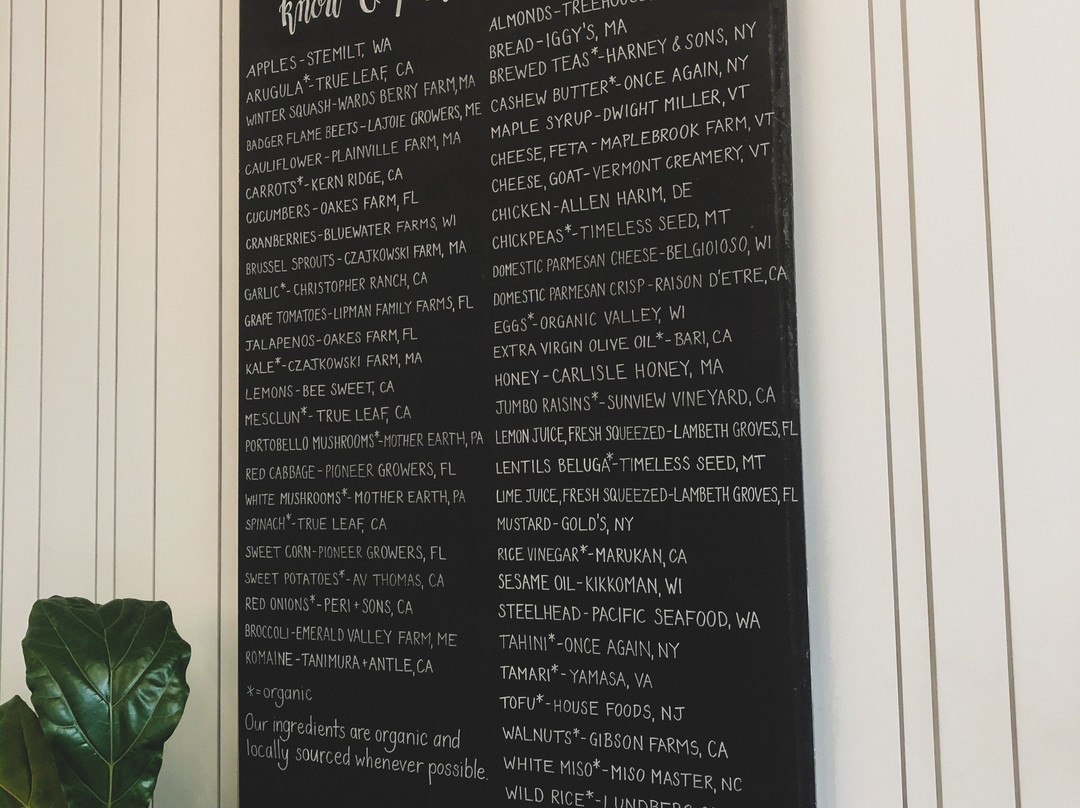 know &
APPLES-STEMILT, WA
ARUGULA*-TRUE LEAF, CA
WINTER SQUASH-WARDS BERRY FARM, MA
BADGER FLAME BEETS-LAJOIE GROWERS, ME
CAULIFLOWER-PLAINVILLE FARM, MA
CARROTS*-KERN RIDGE, CA
CUCUMBERS-OAKES FARM, FL
CRANBERRIES-BLUEWATER FARMS, WI
BRUSSEL SPROUTS-CZAJKOWSKI FARM, MA
GARLIC*-CHRISTOPHER RANCH, CA
GRAPE TOMATOES-LIPMAN FAMILY FARMS, FL
JALAPENOS-OAKES FARM, FL
KALE*-CZAJKOWSKI FARM, MA
LEMONS-BEE SWEET, CA
MESCLUN*-TRUE LEAF, CA
PORTOBELLO MUSHROOMS*-MOTHER EARTH, PA
RED CABBAGE-PIONEER GROWERS, FL
WHITE MUSHROOMS*-MOTHER EARTH, PA
SPINACH*-TRUE LEAF, CA
SWEET CORN-PIONEER GROWERS, FL
SWEET POTATOES*-AV THOMAS, CA
RED ONIONS*-PERI+SONS, CA
BROCCOLI-EMERALD VALLEY FARM, ME
ROMAINE-TANIMURA+ANTLE, CA
*=organic
Our ingredients are organic and
locally sourced whenever possible.
ALMONDS-TREEHOUSE
BREAD-IGGY'S, MA
BREWED TEAS*-HARNEY & SONS, NY
CASHEW BUTTER*-ONCE AGAIN, NY
MAPLE SYRUP-DWIGHT MILLER, VT
CHEESE, FETA-MAPLEBROOK FARM, VT
CHEESE, GOAT-VERMONT CREAMERY, VT
CHICKEN-ALLEN HARIM, DE
CHICKPEAS*-TIMELESS SEED, MT
DOMESTIC PARMESAN CHEESE-BELGIOIOSO, WI
DOMESTIC PARMESAN CRISP-RAISON D'ETRE, CA
EGGS*-ORGANIC VALLEY, WI
EXTRA VIRGIN OLIVE OIL*-BARI, CA
HONEY-CARLISLE HONEY, MA
JUMBO RAISINS*-SUNVIEW VINEYARD, CA
LEMON JUICE, FRESH SQUEEZED-LAMBETH GROVES, FL
LENTILS BELUGA*-TIMELESS SEED, MT
LIME JUICE, FRESH SQUEEZED-LAMBETH GROVES, FL
MUSTARD-GOLD'S, NY
RICE VINEGAR*-MARUKAN, CA
SESAME OIL-KIKKOMAN, WI
STEELHEAD-PACIFIC SEAFOOD, WA
TAHINI*-ONCE AGAIN, NY
TAMARI*-YAMASA, VA
TOFU*-HOUSE FOODS, NJ
WALNUTS*-GIBSON FARMS, CA
WHITE MISO*-MISO MASTER, NC
WILD RICE*-LUNDBERG